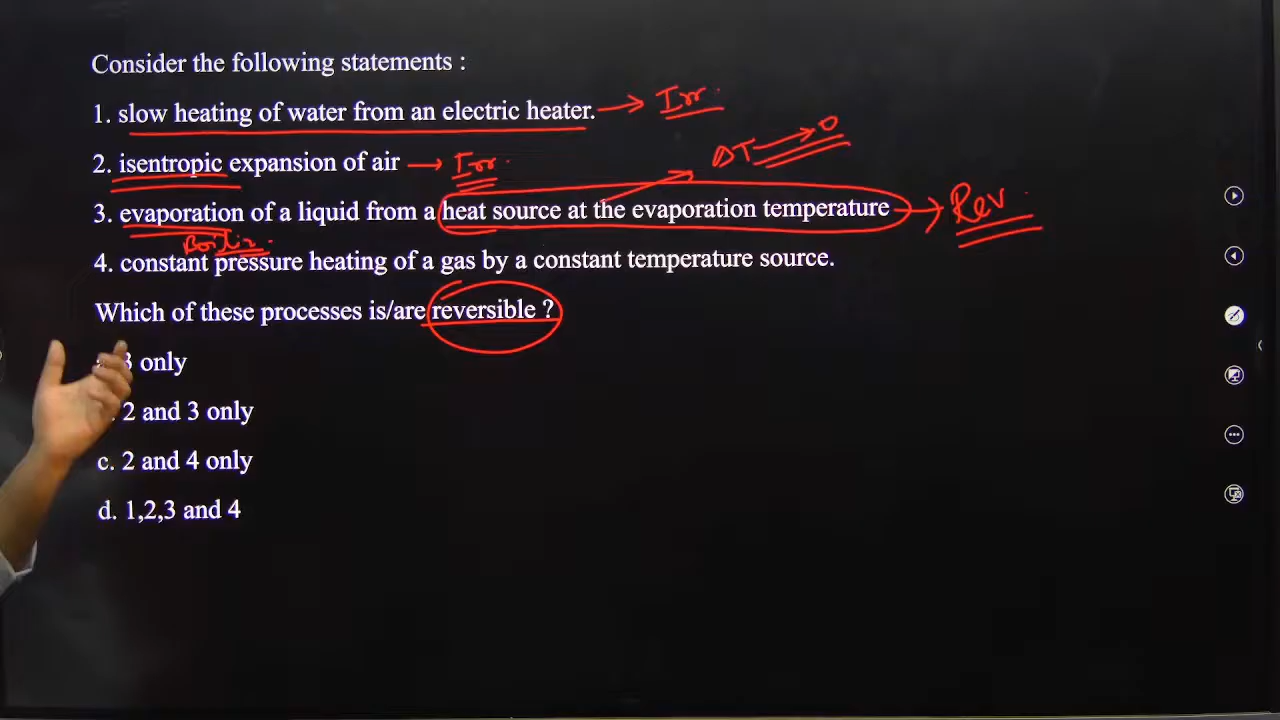 Consider the following statements :
1. slow heating of water from an electric heater. → Irr.
ΔT → 0
2. isentropic expansion of air → Irr.
3. evaporation of a liquid from a heat source at the evaporation temperature → Rev.
4. constant pressure heating of a gas by a constant temperature source.
Which of these processes is/are reversible ?
3 only
2 and 3 only
c. 2 and 4 only
d. 1,2,3 and 4